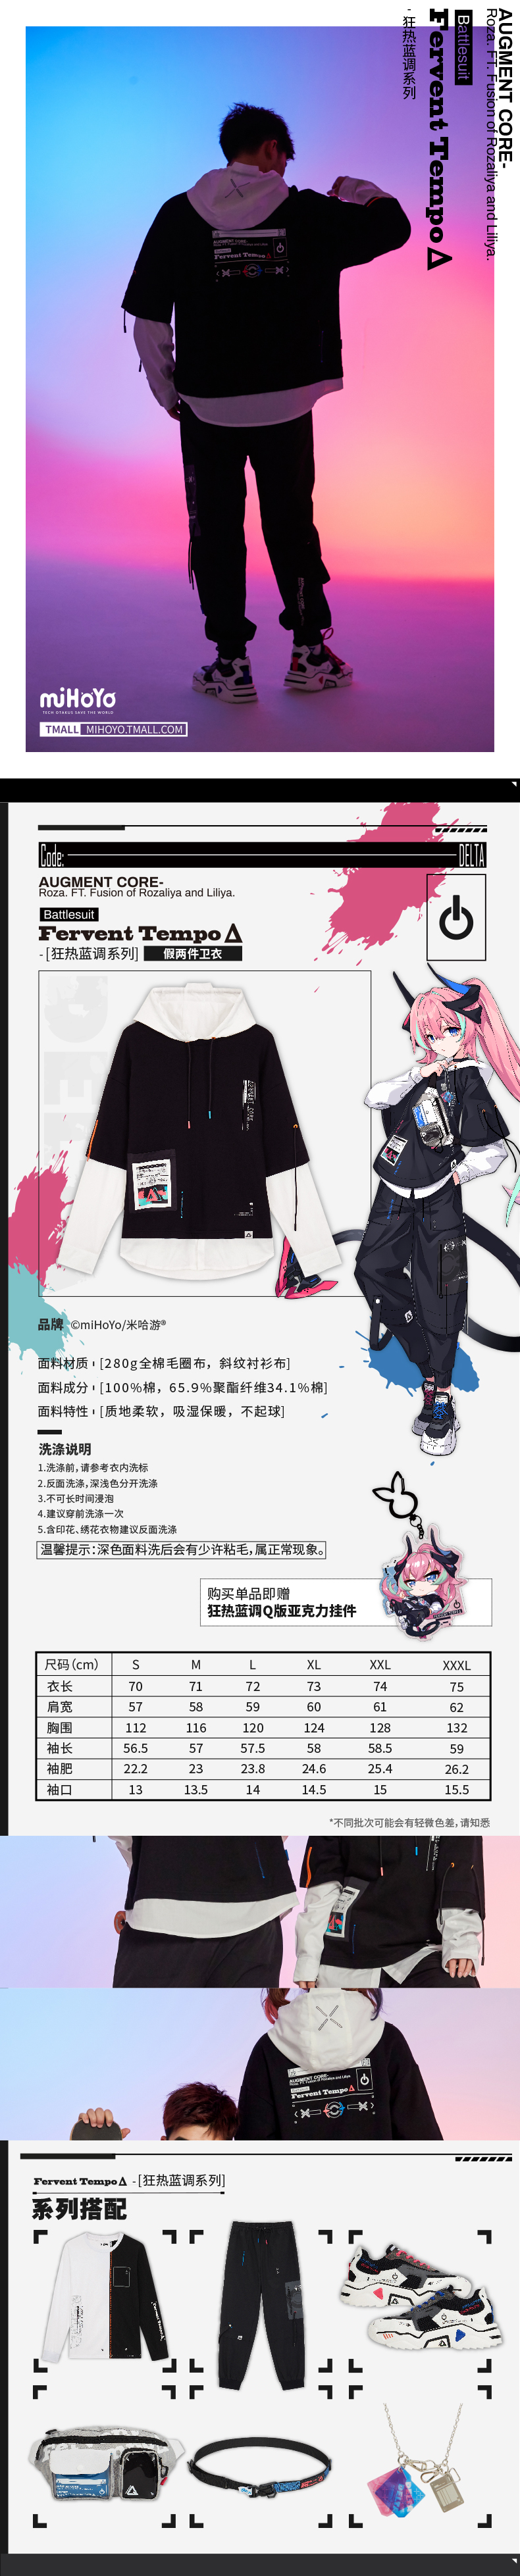 AUGMENT CORE-
Roza. FT. Fusion of Rozaliya and Liliya.
Battlesuit
Fervent Tempo Δ
- 狂热蓝调系列
AUGMENT CORE-
Fervent Tempo Δ
miHoYo
TECH OTAKUS SAVE THE WORLD
TMALL MIHOYO.TMALL.COM
Code: DELTA
AUGMENT CORE-
Roza. FT. Fusion of Rozaliya and Liliya.
Battlesuit
Fervent Tempo Δ
-[狂热蓝调系列] 假两件卫衣
品牌 ©miHoYo/米哈游®
面料材质 [280g全棉毛圈布，斜纹衬衫布]
面料成分 [100%棉，65.9%聚酯纤维34.1%棉]
面料特性 [质地柔软，吸湿保暖，不起球]
洗涤说明
1.洗涤前,请参考衣内洗标
2.反面洗涤,深浅色分开洗涤
3.不可长时间浸泡
4.建议穿前洗涤一次
5.含印花、绣花衣物建议反面洗涤
温馨提示:深色面料洗后会有少许粘毛,属正常现象。
购买单品即赠
狂热蓝调Q版亚克力挂件
尺码(cm) S M L XL XXL XXXL
衣长 70 71 72 73 74 75
肩宽 57 58 59 60 61 62
胸围 112 116 120 124 128 132
袖长 56.5 57 57.5 58 58.5 59
袖肥 22.2 23 23.8 24.6 25.4 26.2
袖口 13 13.5 14 14.5 15 15.5
*不同批次可能会有轻微色差,请知悉
AUGMENT CORE-
Roza. FT. Fusion of Rozaliya and Liliya.
Fervent Tempo Δ
Fervent Tempo Δ -[狂热蓝调系列]
系列搭配